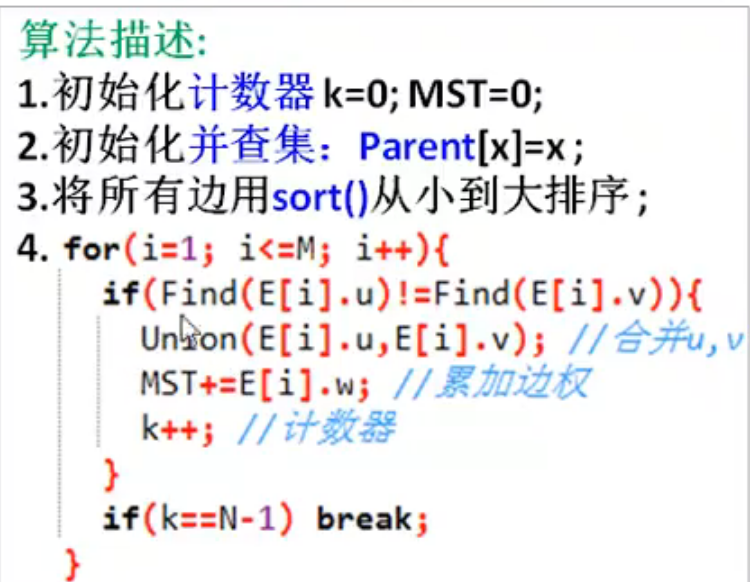 算法描述:
1.初始化计数器 k=0; MST=0;
2.初始化并查集：Parent[x]=x ;
3.将所有边用sort()从小到大排序 ;
4. for(i=1; i<=M; i++){
if(Find(E[i].u)!=Find(E[i].v)){
Union(E[i].u,E[i].v); //合并u,v
MST+=E[i].w; //累加边权
k++; //计数器
}
if(k==N-1) break;
}